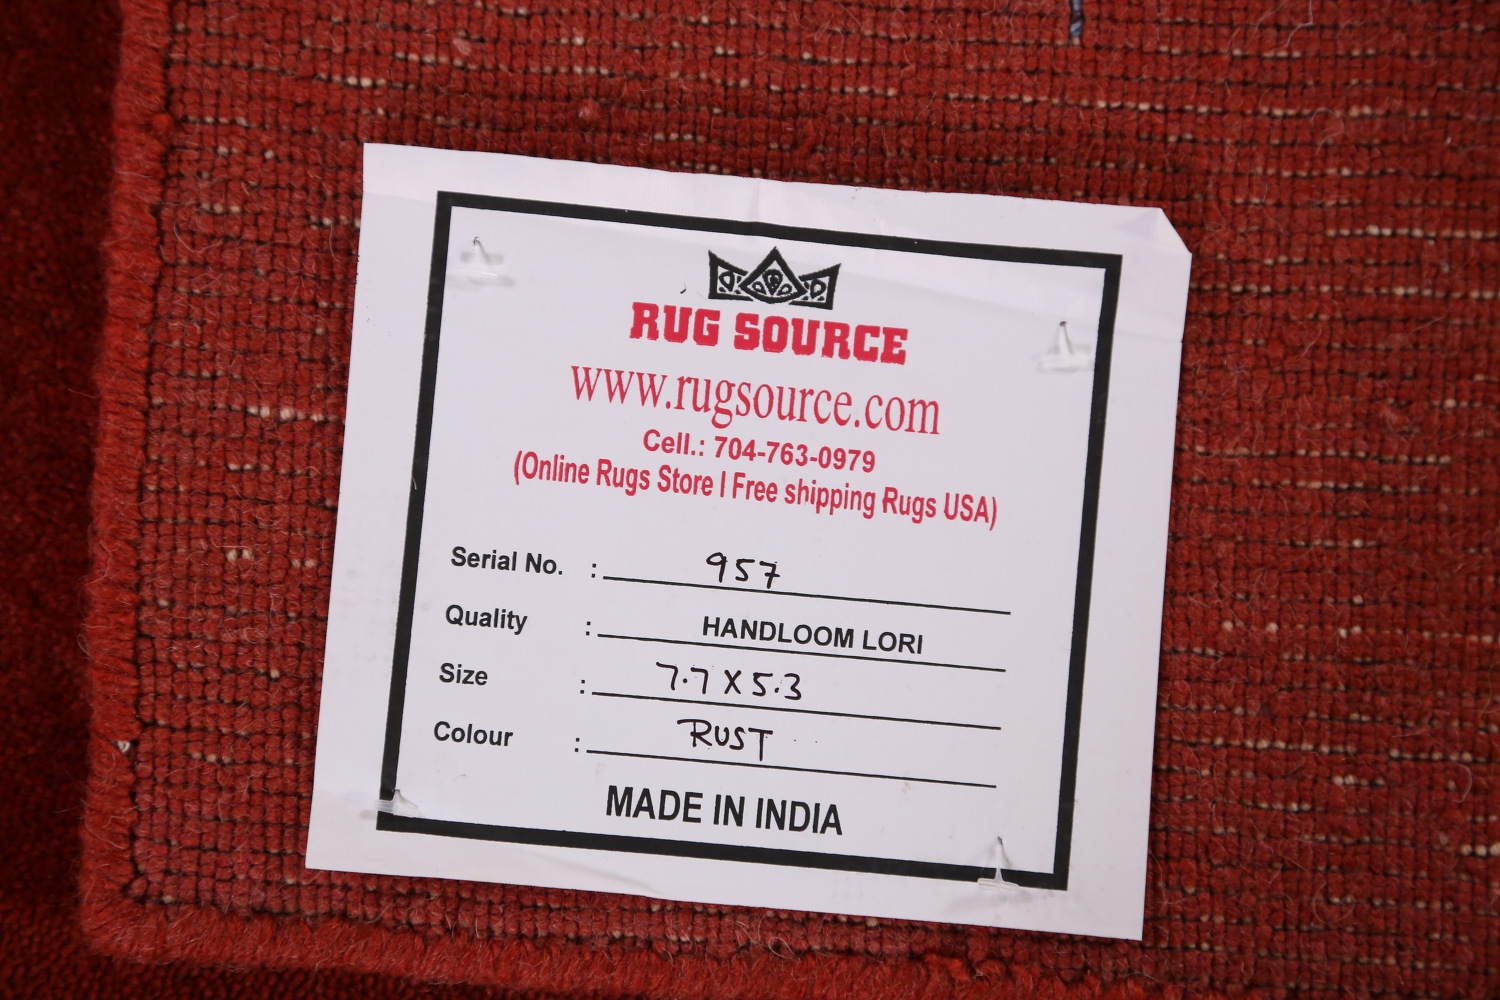 RUG SOURCE
www.rugsource.com
Cell.: 704-763-0979
(Online Rugs Store | Free shipping Rugs USA)
Serial No. : 957
Quality : HANDLOOM LORI
Size : 7.7 X 5.3
Colour : RUST
MADE IN INDIA